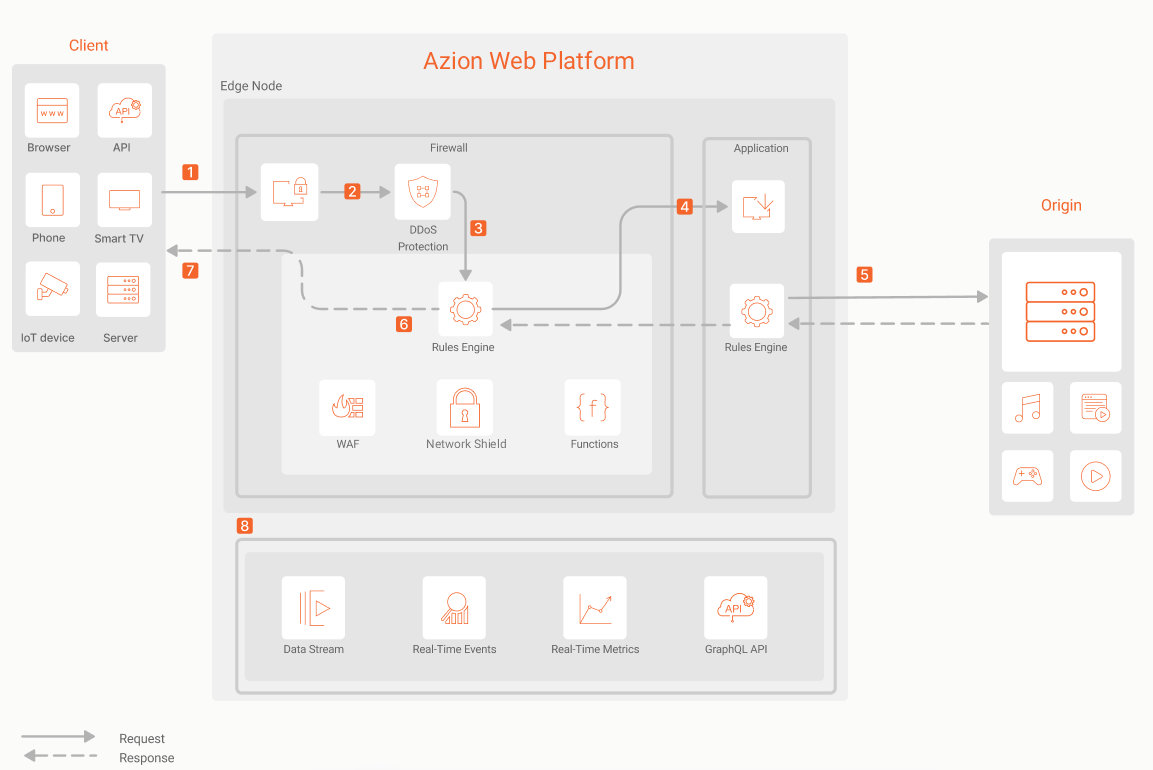 Client
Azion Web Platform
Edge Node
www
API
Browser
API
Phone
Smart TV
IoT device
Server
1
Firewall
2
DDoS
Protection
3
4
Application
5
Origin
7
6
Rules Engine
Rules Engine
WAF
Network Shield
{f}
Functions
8
Data Stream
Real-Time Events
Real-Time Metrics
API
GraphQL API
Request
Response